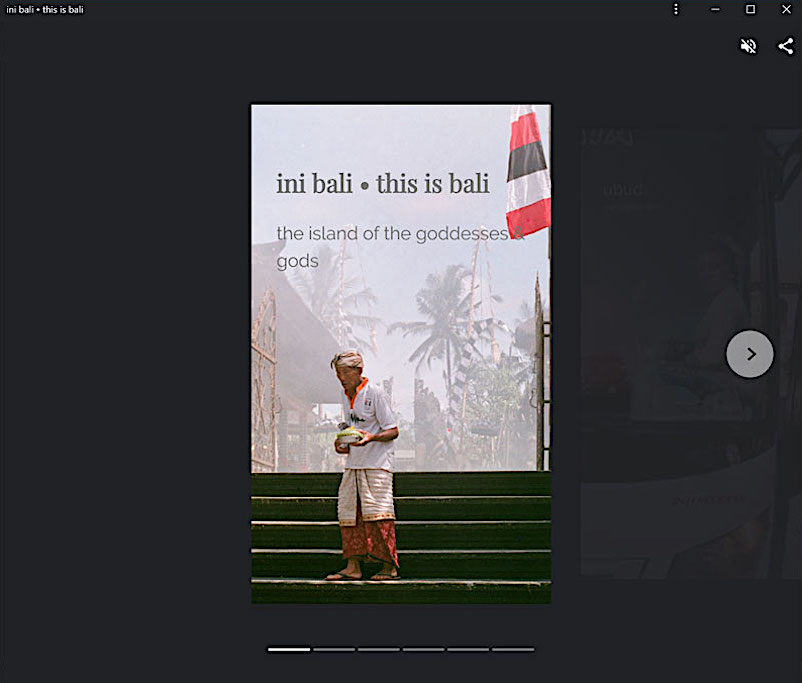 ini bali • this is bali
ini bali • this is bali
the island of the goddesses &
gods
ubud